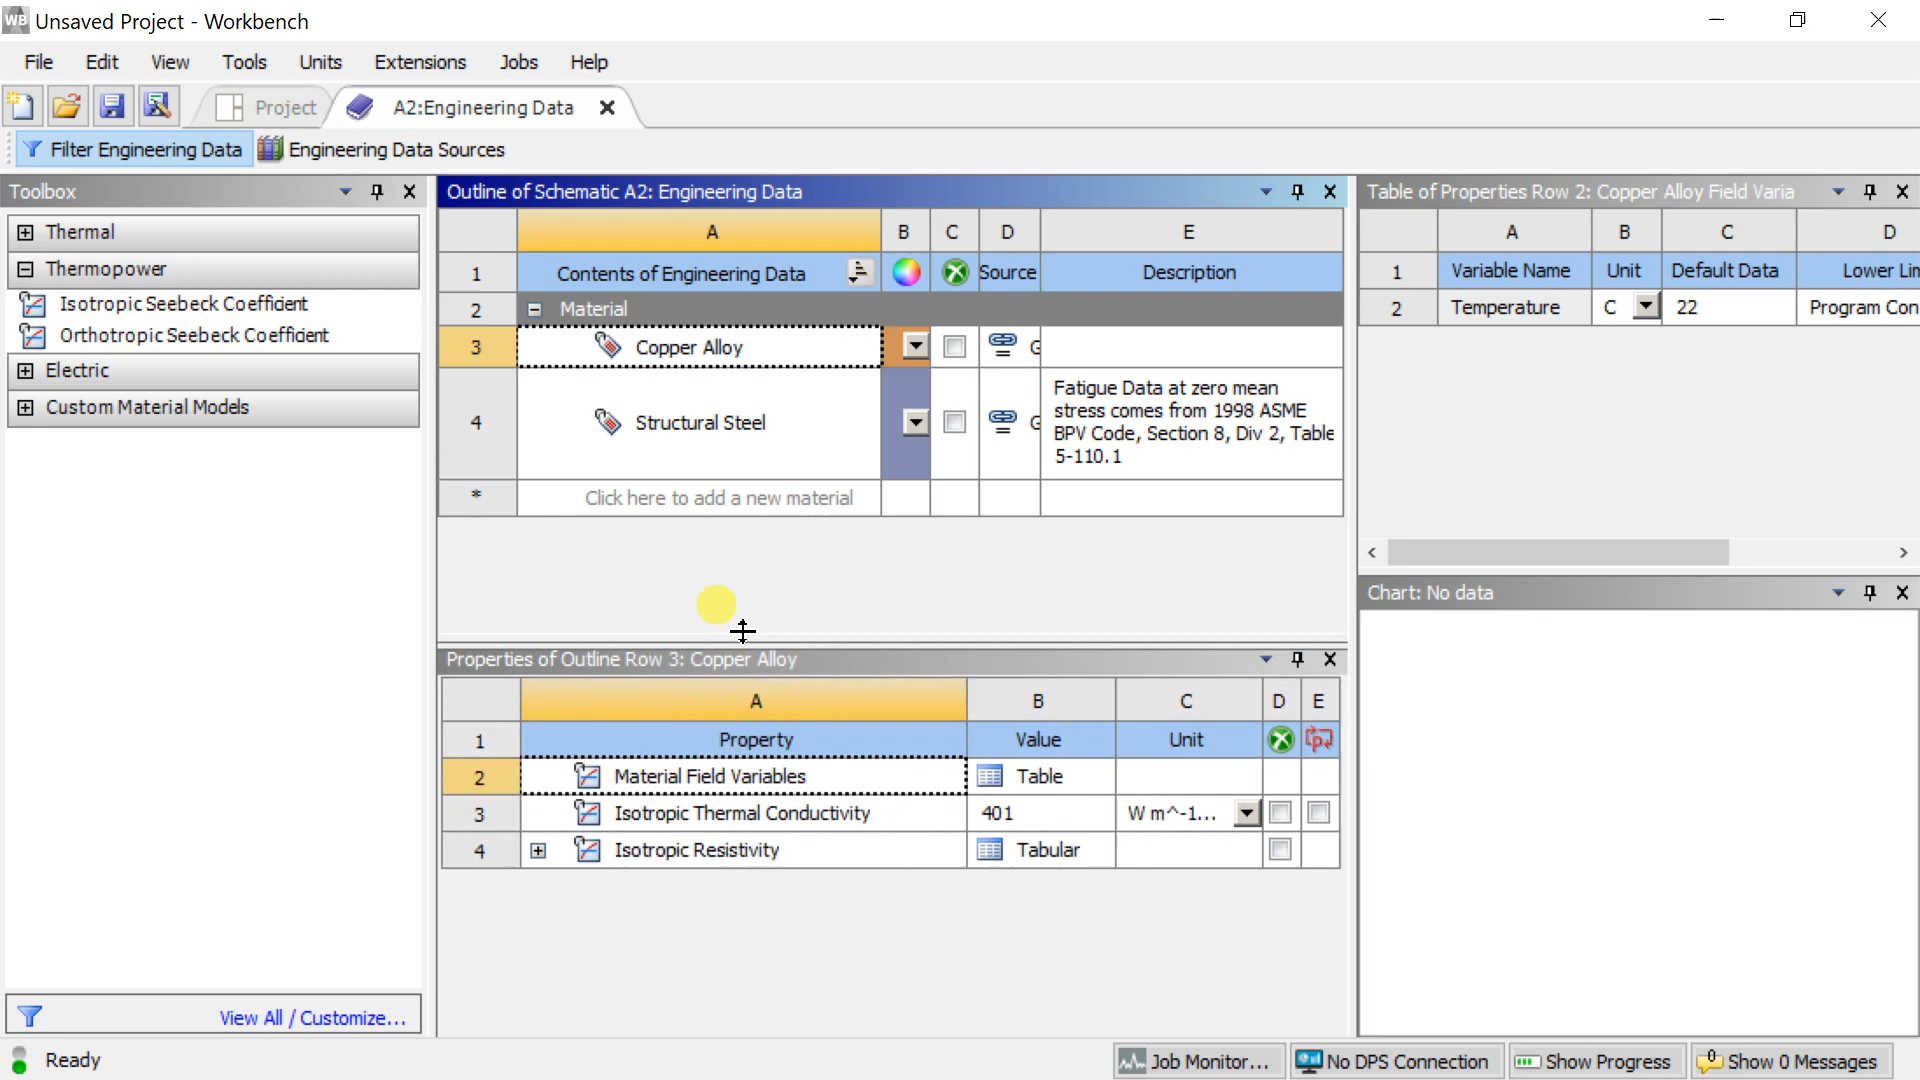 WB Unsaved Project - Workbench
File Edit View Tools Units Extensions Jobs Help
Project A2:Engineering Data
Filter Engineering Data Engineering Data Sources
Toolbox
Thermal
Thermopower
Isotropic Seebeck Coefficient
Orthotropic Seebeck Coefficient
Electric
Custom Material Models
View All / Customize...
Outline of Schematic A2: Engineering Data
A B C D E
1 Contents of Engineering Data Source Description
2 Material
3 Copper Alloy G
4 Structural Steel G Fatigue Data at zero mean
stress comes from 1998 ASME
BPV Code, Section 8, Div 2, Table
5-110.1
* Click here to add a new material
Properties of Outline Row 3: Copper Alloy
A B C D E
1 Property Value Unit
2 Material Field Variables Table
3 Isotropic Thermal Conductivity 401 W m^-1...
4 Isotropic Resistivity Tabular
Table of Properties Row 2: Copper Alloy Field Varia
A B C D
1 Variable Name Unit Default Data Lower Lim
2 Temperature C 22 Program Con
Chart: No data
Ready
Job Monitor... No DPS Connection Show Progress 0 Show 0 Messages